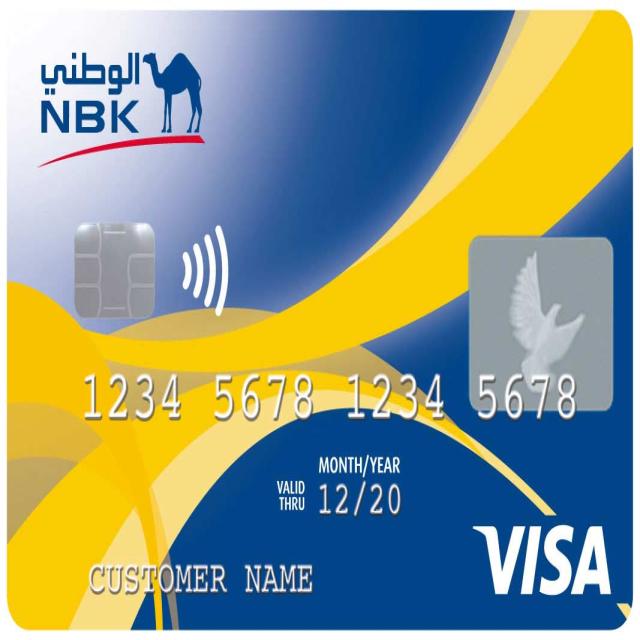 الوطني
NBK
1234 5678 1234 5678
MONTH/YEAR
VALID THRU 12/20
CUSTOMER NAME
VISA